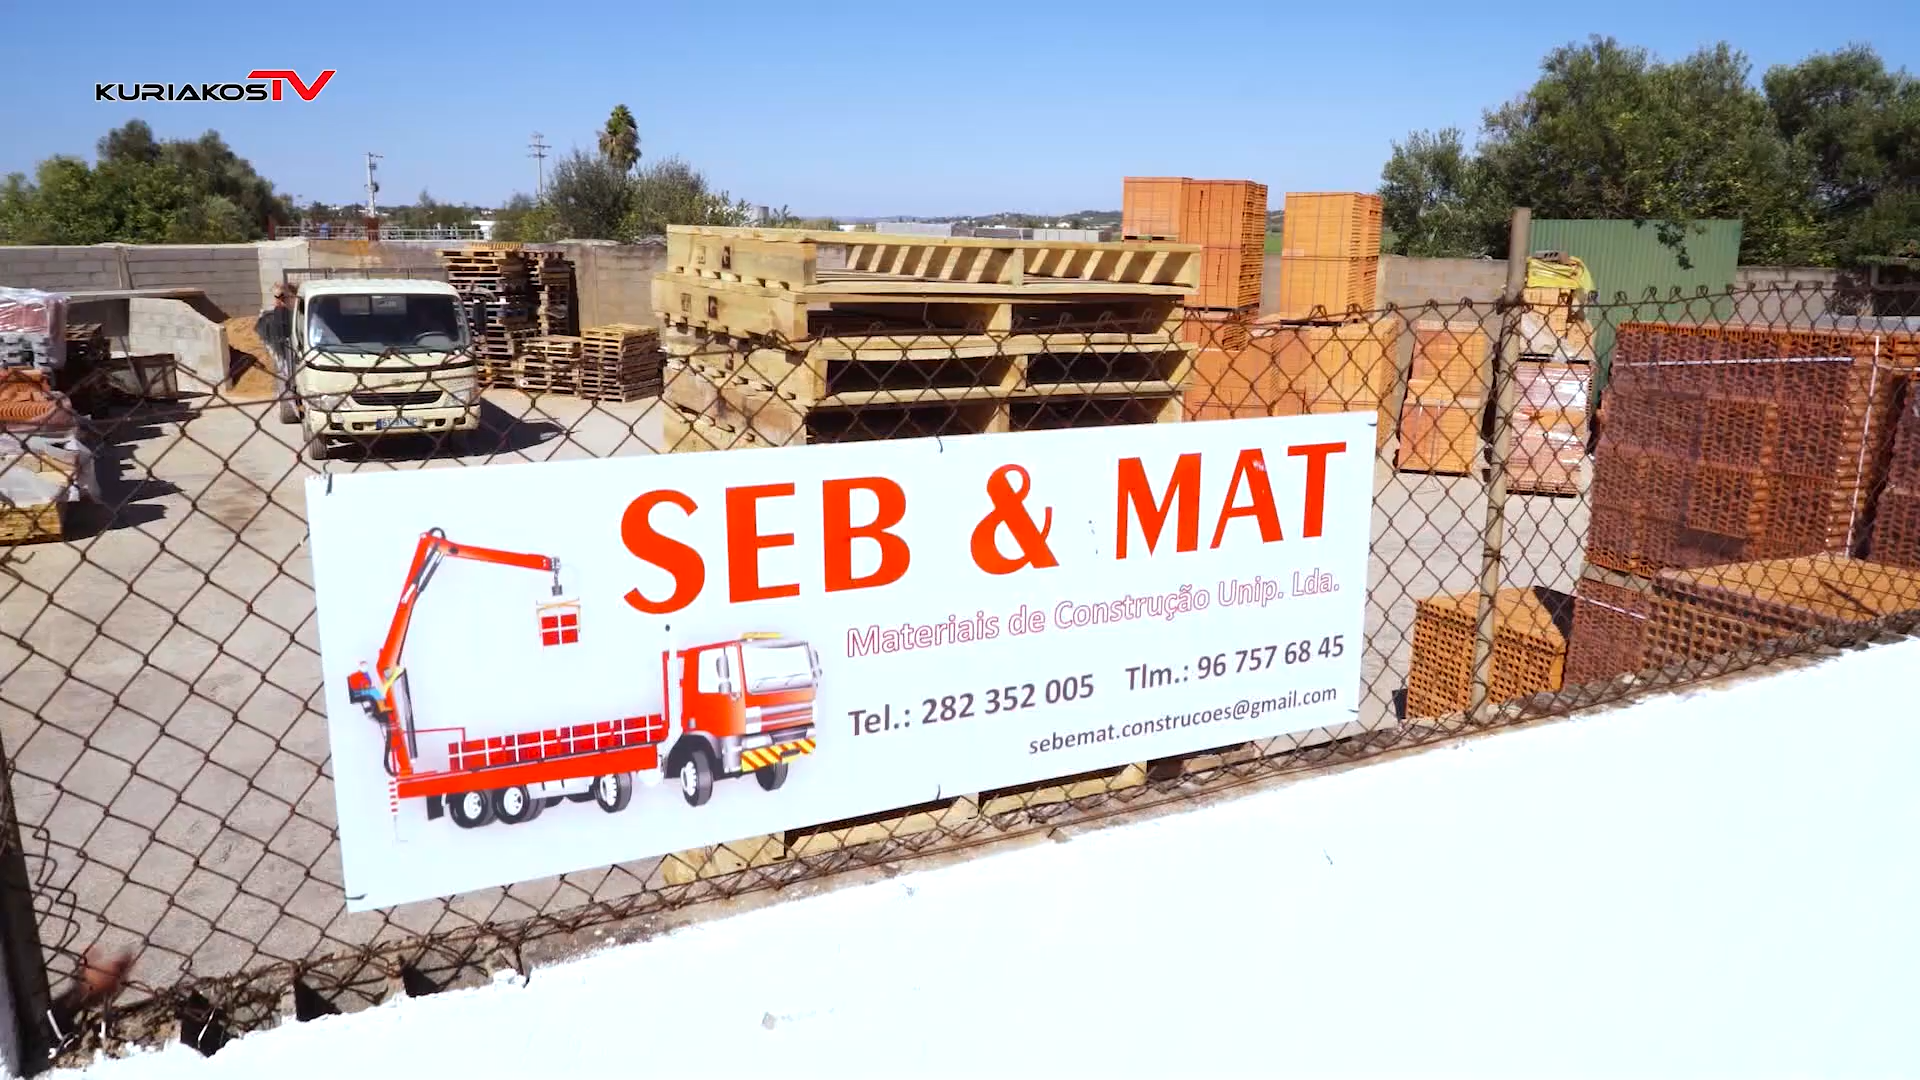 KURIAKOSTV
SEB & MAT
Materiais de Construção Unip. Lda.
Tel.: 282 352 005 Tlm.: 96 757 68 45
sebemat.construcoes@gmail.com